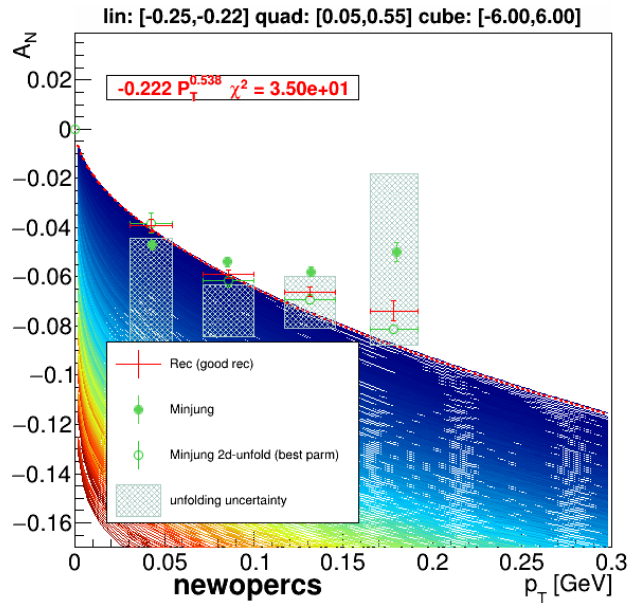 lin: [-0.25,-0.22] quad: [0.05,0.55] cube: [-6.00,6.00]
A_N
0.02
-0.222 P_T^0.538 χ² = 3.50e+01
0
−0.02
−0.04
−0.06
−0.08
−0.1
−0.12
−0.14
−0.16
Rec (good rec)
Minjung
Minjung 2d-unfold (best parm)
unfolding uncertainty
0 0.05 0.1 0.15 0.2 0.25 0.3
newopercs
p_T [GeV]